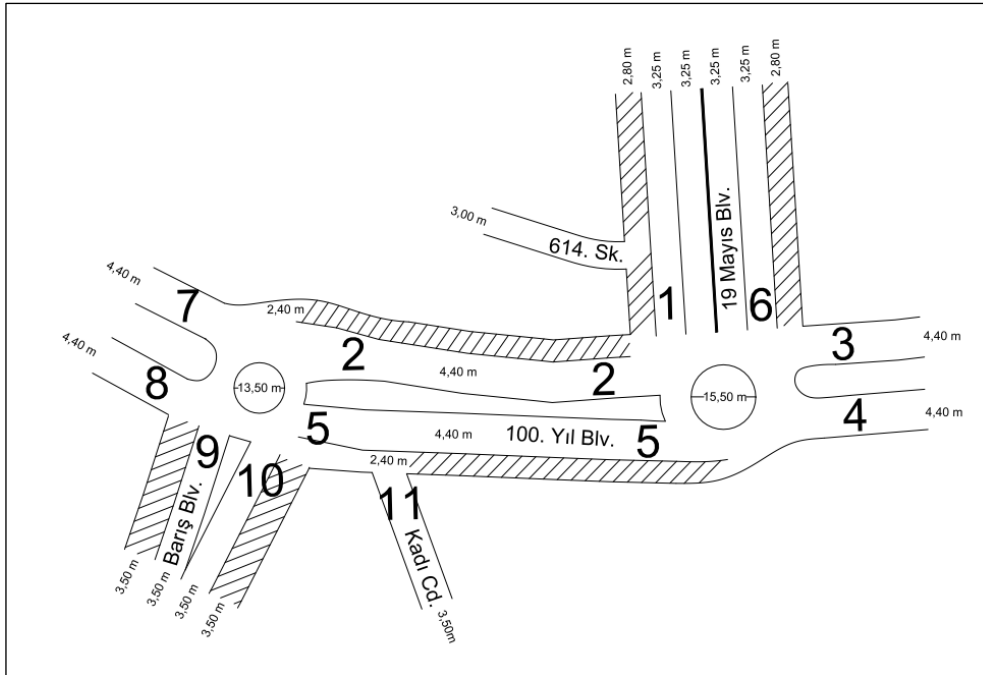 2,80 m
3,25 m
3,25 m
3,25 m
3,25 m
2,80 m
19 Mayıs Blv.
3,00 m
614. Sk.
1
6
4,40 m
7
2,40 m
2
4,40 m
2
3
4,40 m
4,40 m
8
13,50 m
15,50 m
4
4,40 m
5
4,40 m
100. Yıl Blv.
5
9
10
2,40 m
11
Barış Blv.
Kadı Cd.
3,50 m
3,50 m
3,50 m
3,50 m
3,50m